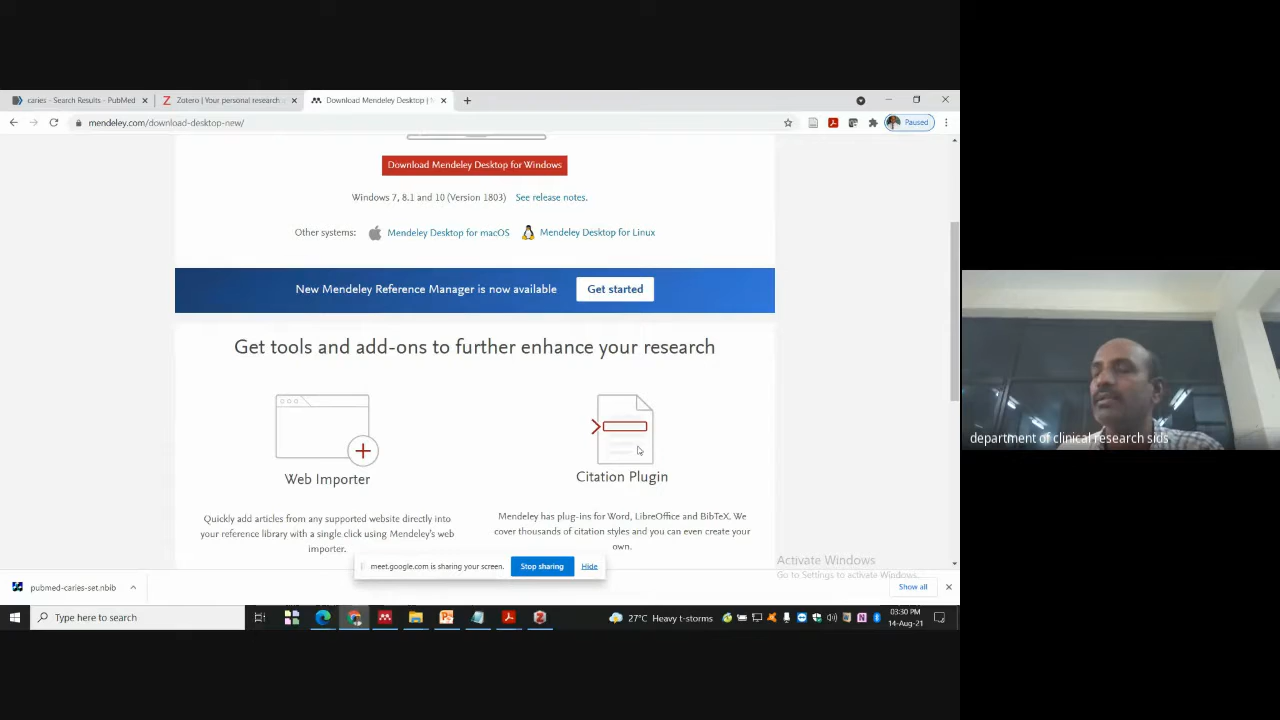 caries - Search Results - PubMed
Zotero | Your personal research
Download Mendeley Desktop |
mendeley.com/download-desktop-new/
Paused
Download Mendeley Desktop for Windows
Windows 7, 8.1 and 10 (Version 1803) See release notes.
Other systems: Mendeley Desktop for macOS Mendeley Desktop for Linux
New Mendeley Reference Manager is now available Get started
Get tools and add-ons to further enhance your research
Web Importer
Citation Plugin
Quickly add articles from any supported website directly into
your reference library with a single click using Mendeley's web
importer.
Mendeley has plug-ins for Word, LibreOffice and BibTeX. We
cover thousands of citation styles and you can even create your
own.
department of clinical research sids
Activate Windows
Go to Settings to activate Windows.
meet.google.com is sharing your screen. Stop sharing Hide
pubmed-caries-set.nbib
Show all
Type here to search
27°C Heavy t-storms
03:30 PM
14-Aug-21